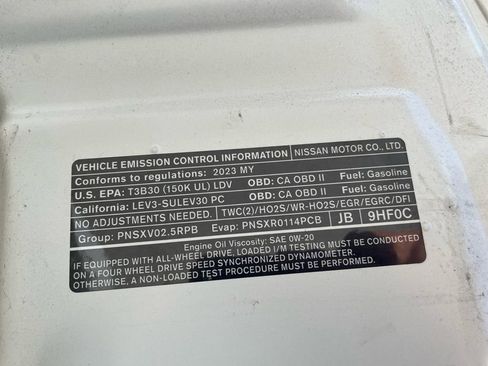 VEHICLE EMISSION CONTROL INFORMATION NISSAN MOTOR CO., LTD.
Conforms to regulations: 2023 MY
U.S. EPA: T3B30 (150K UL) LDV OBD: CA OBD II Fuel: Gasoline
California: LEV3-SULEV30 PC OBD: CA OBD II Fuel: Gasoline
NO ADJUSTMENTS NEEDED. TWC(2)/HO2S/WR-HO2S/EGR/EGRC/DFI
Group: PNSXV02.5RPB Evap: PNSXR0114PCB JB 9HF0C
Engine Oil Viscosity: SAE 0W-20
IF EQUIPPED WITH ALL-WHEEL DRIVE, LOADED I/M TESTING MUST BE CONDUCTED
ON A FOUR WHEEL DRIVE SPEED SYNCHRONIZED DYNAMOMETER.
OTHERWISE, A NON-LOADED TEST PROCEDURE MUST BE PERFORMED.